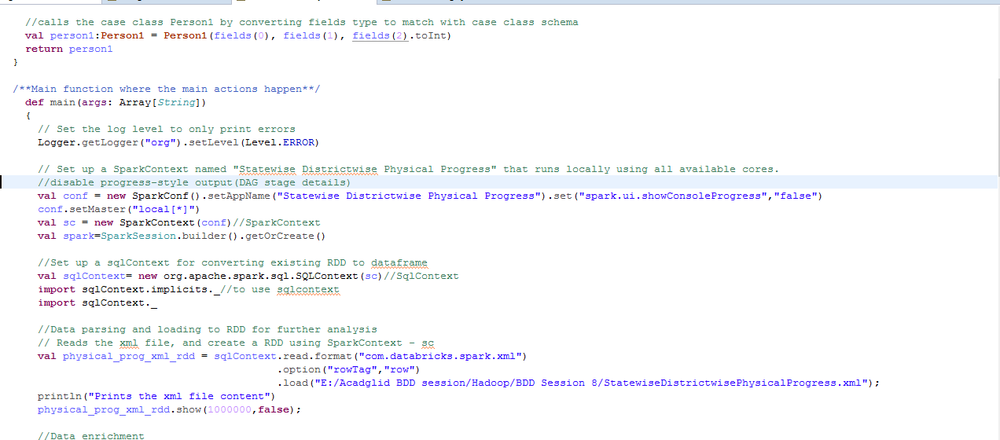 //calls the case class Person1 by converting fields type to match with case class schema
val person1:Person1 = Person1(fields(0), fields(1), fields(2).toInt)
return person1
}
/**Main function where the main actions happen**/
def main(args: Array[String])
{
// Set the log level to only print errors
Logger.getLogger("org").setLevel(Level.ERROR)
// Set up a SparkContext named "Statewise Districtwise Physical Progress" that runs locally using all available cores.
//disable progress-style output(DAG stage details)
val conf = new SparkConf().setAppName("Statewise Districtwise Physical Progress").set("spark.ui.showConsoleProgress","false")
conf.setMaster("local[*]")
val sc = new SparkContext(conf)//SparkContext
val spark=SparkSession.builder().getOrCreate()
//Set up a sqlContext for converting existing RDD to dataframe
val sqlContext= new org.apache.spark.sql.SQLContext(sc)//SqlContext
import sqlContext.implicits._//to use sqlcontext
import sqlContext._
//Data parsing and loading to RDD for further analysis
// Reads the xml file, and create a RDD using SparkContext - sc
val physical_prog_xml_rdd = sqlContext.read.format("com.databricks.spark.xml")
.option("rowTag","row")
.load("E:/Acadglid BDD session/Hadoop/BDD Session 8/StatewiseDistrictwisePhysicalProgress.xml");
println("Prints the xml file content")
physical_prog_xml_rdd.show(1000000,false);
//Data enrichment